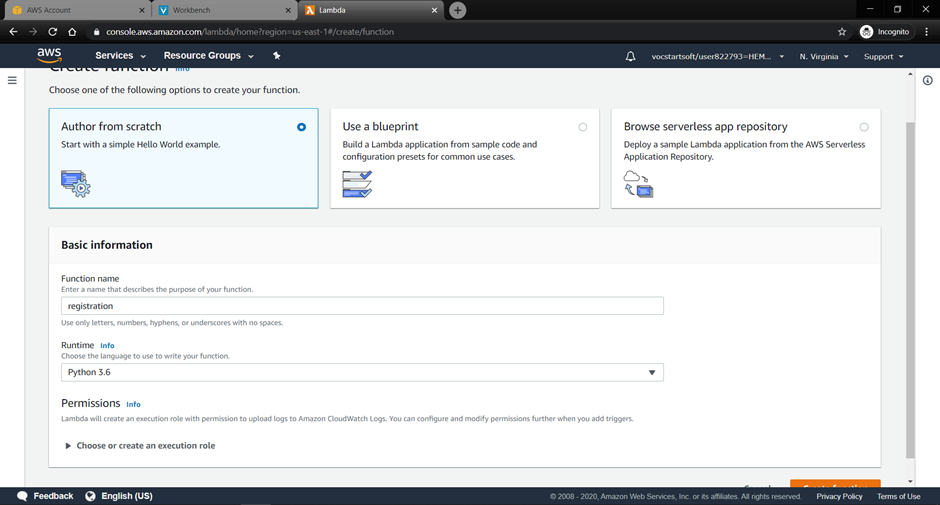 AWS Account
Workbench
Lambda
console.aws.amazon.com/lambda/home?region=us-east-1#/create/function
Incognito
aws
Services
Resource Groups
vocstartsoft/user822793=HEM...
N. Virginia
Support
Create function Info
Choose one of the following options to create your function.
Author from scratch
Start with a simple Hello World example.
Use a blueprint
Build a Lambda application from sample code and
configuration presets for common use cases.
Browse serverless app repository
Deploy a sample Lambda application from the AWS Serverless
Application Repository.
Basic information
Function name
Enter a name that describes the purpose of your function.
registration
Use only letters, numbers, hyphens, or underscores with no spaces.
Runtime Info
Choose the language to use to write your function.
Python 3.6
Permissions Info
Lambda will create an execution role with permission to upload logs to Amazon CloudWatch Logs. You can configure and modify permissions further when you add triggers.
Choose or create an execution role
Cancel
Create function
Feedback
English (US)
© 2008 - 2020, Amazon Web Services, Inc. or its affiliates. All rights reserved.
Privacy Policy
Terms of Use